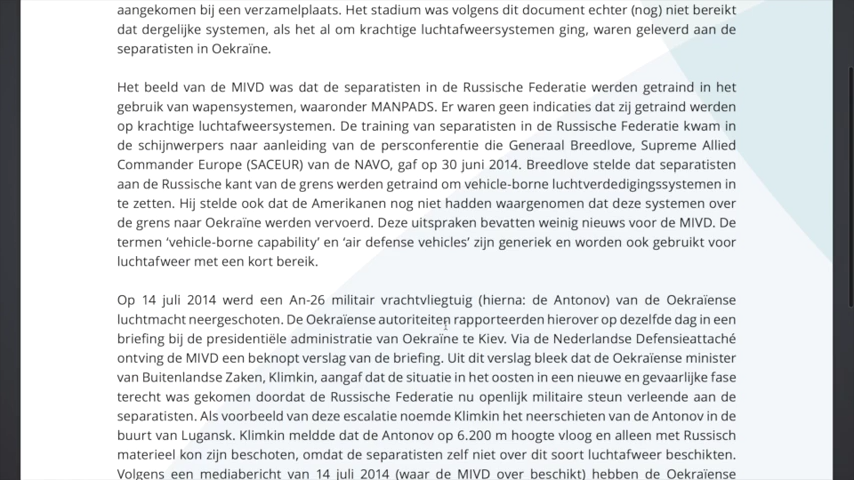 aangekomen bij een verzamelplaats. Het stadium was volgens dit document echter (nog) niet bereikt
dat dergelijke systemen, als het al om krachtige luchtafweersystemen ging, waren geleverd aan de
separatisten in Oekraïne.
Het beeld van de MIVD was dat de separatisten in de Russische Federatie werden getraind in het
gebruik van wapensystemen, waaronder MANPADS. Er waren geen indicaties dat zij getraind werden
op krachtige luchtafweersystemen. De training van separatisten in de Russische Federatie kwam in
de schijnwerpers naar aanleiding van de persconferentie die Generaal Breedlove, Supreme Allied
Commander Europe (SACEUR) van de NAVO, gaf op 30 juni 2014. Breedlove stelde dat separatisten
aan de Russische kant van de grens werden getraind om vehicle-borne luchtverdedigingssystemen in
te zetten. Hij stelde ook dat de Amerikanen nog niet hadden waargenomen dat deze systemen over
de grens naar Oekraïne werden vervoerd. Deze uitspraken bevatten weinig nieuws voor de MIVD. De
termen ‘vehicle-borne capability’ en ‘air defense vehicles’ zijn generiek en worden ook gebruikt voor
luchtafweer met een kort bereik.
Op 14 juli 2014 werd een An-26 militair vrachtvliegtuig (hierna: de Antonov) van de Oekraïense
luchtmacht neergeschoten. De Oekraïense autoriteiten rapporteerden hierover op dezelfde dag in een
briefing bij de presidentiële administratie van Oekraïne te Kiev. Via de Nederlandse Defensieattaché
ontving de MIVD een beknopt verslag van de briefing. Uit dit verslag bleek dat de Oekraïense minister
van Buitenlandse Zaken, Klimkin, aangaf dat de situatie in het oosten in een nieuwe en gevaarlijke fase
terecht was gekomen doordat de Russische Federatie nu openlijk militaire steun verleende aan de
separatisten. Als voorbeeld van deze escalatie noemde Klimkin het neerschieten van de Antonov in de
buurt van Lugansk. Klimkin meldde dat de Antonov op 6.200 m hoogte vloog en alleen met Russisch
materieel kon zijn beschoten, omdat de separatisten zelf niet over dit soort luchtafweer beschikten.
Volgens een mediabericht van 14 juli 2014 (waar de MIVD over beschikt) hebben de Oekraïense